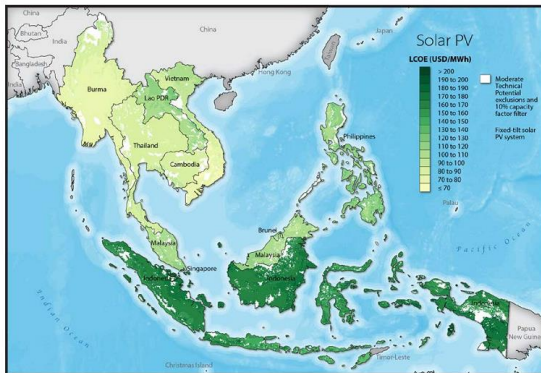 China
Bhutan
India
Bangladesh
India
China
Japan
Taiwan
Hong Kong
Burma
Vietnam
Lao PDR
Thailand
Cambodia
Philippines
Palau
Brunei
Malaysia
Malaysia
Singapore
Indonesia
Indonesia
Papua
New Guinea
Timor-Leste
Christmas Island
Indian Ocean
Pacific Ocean
Solar PV
LCOE (USD/MWh)
> 200
190 to 200
180 to 190
170 to 180
160 to 170
150 to 160
140 to 150
130 to 140
120 to 130
110 to 120
100 to 110
90 to 100
80 to 90
70 to 80
≤ 70
Moderate
Technical
Potential
exclusions and
10% capacity
factor filter
Fixed-tilt solar
PV system